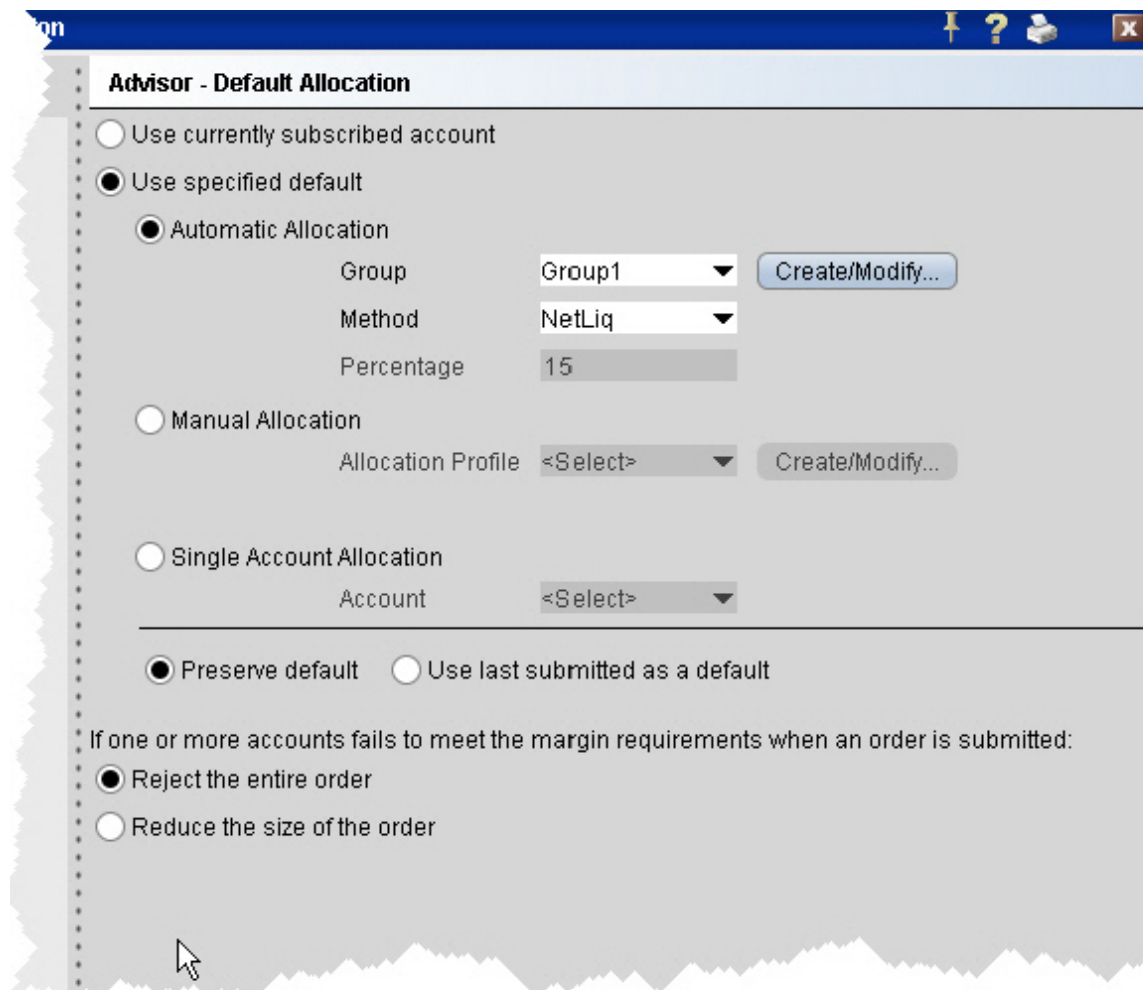 on
Advisor - Default Allocation
Use currently subscribed account
Use specified default
Automatic Allocation
Group Group1 Create/Modify...
Method NetLiq
Percentage 15
Manual Allocation
Allocation Profile <Select> Create/Modify...
Single Account Allocation
Account <Select>
Preserve default Use last submitted as a default
If one or more accounts fails to meet the margin requirements when an order is submitted:
Reject the entire order
Reduce the size of the order